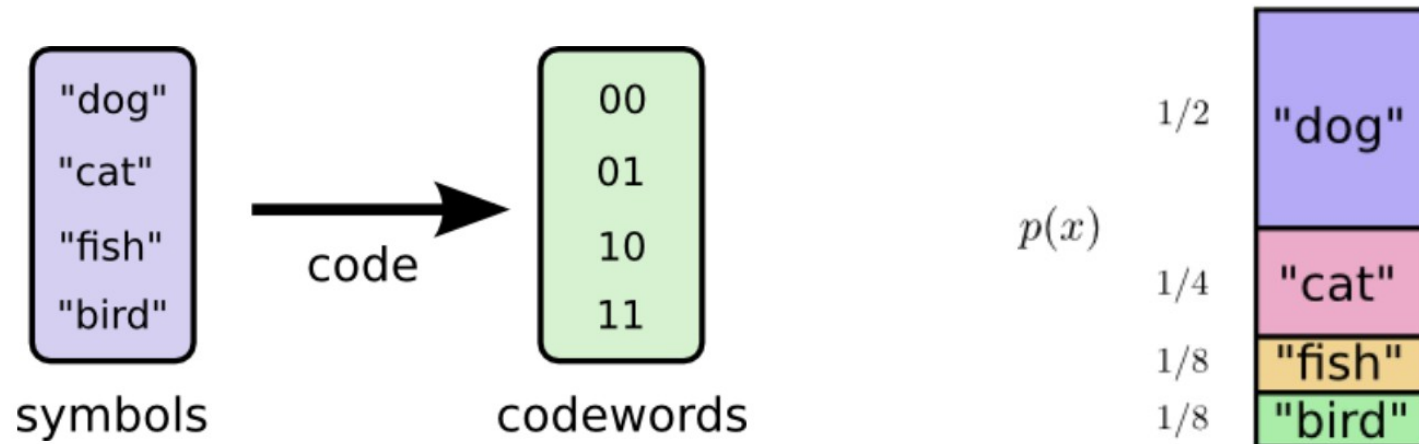 "dog"
"cat"
"fish"
"bird"
symbols
code
00
01
10
11
codewords
p(x)
1/2
"dog"
1/4
"cat"
1/8
"fish"
1/8
"bird"